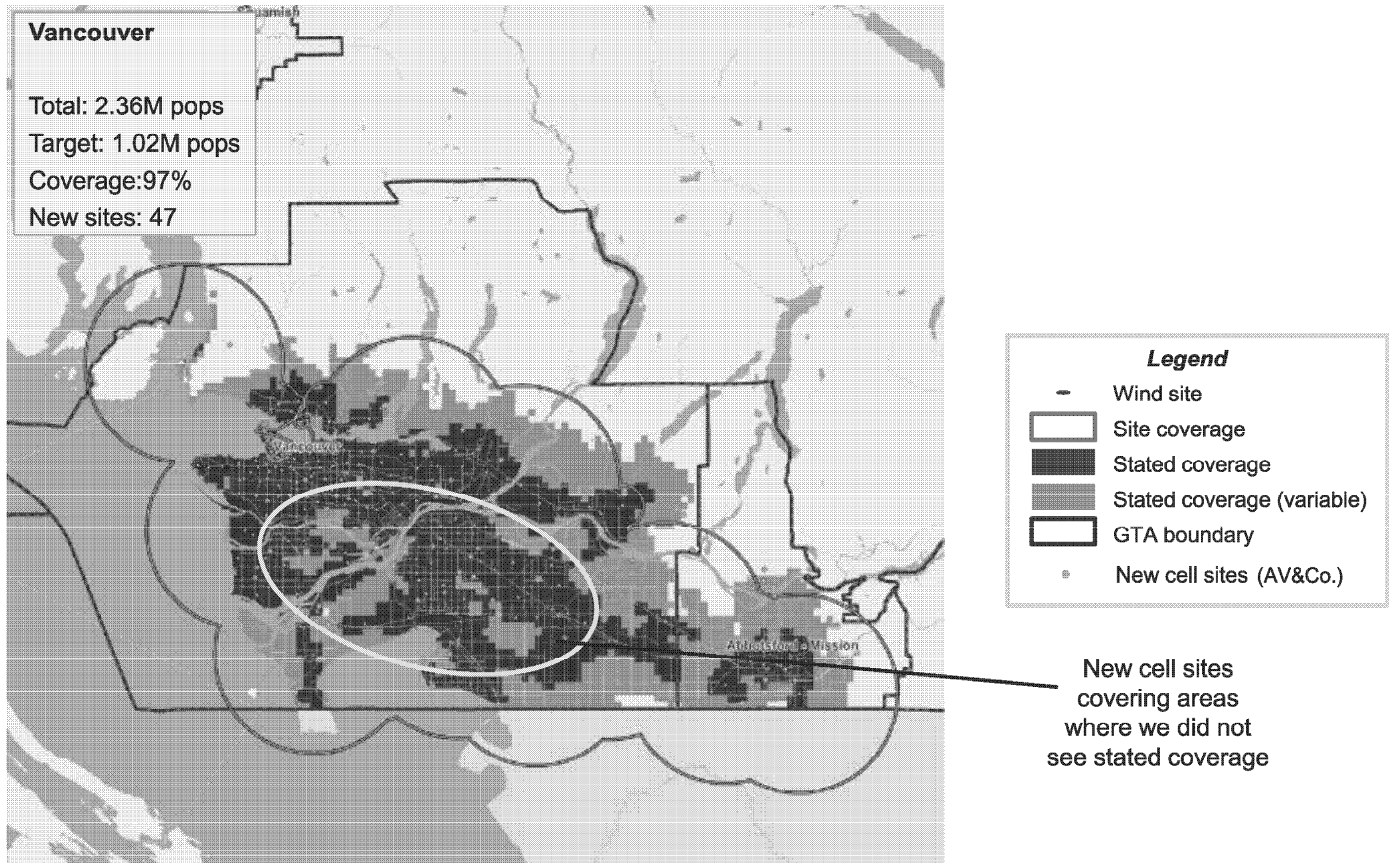 Squamish
Vancouver
Total: 2.36M pops
Target: 1.02M pops
Coverage:97%
New sites: 47
Vancouver
Abbotsford - Mission
Legend
Wind site
Site coverage
Stated coverage
Stated coverage (variable)
GTA boundary
New cell sites (AV&Co.)
New cell sites
covering areas
where we did not
see stated coverage